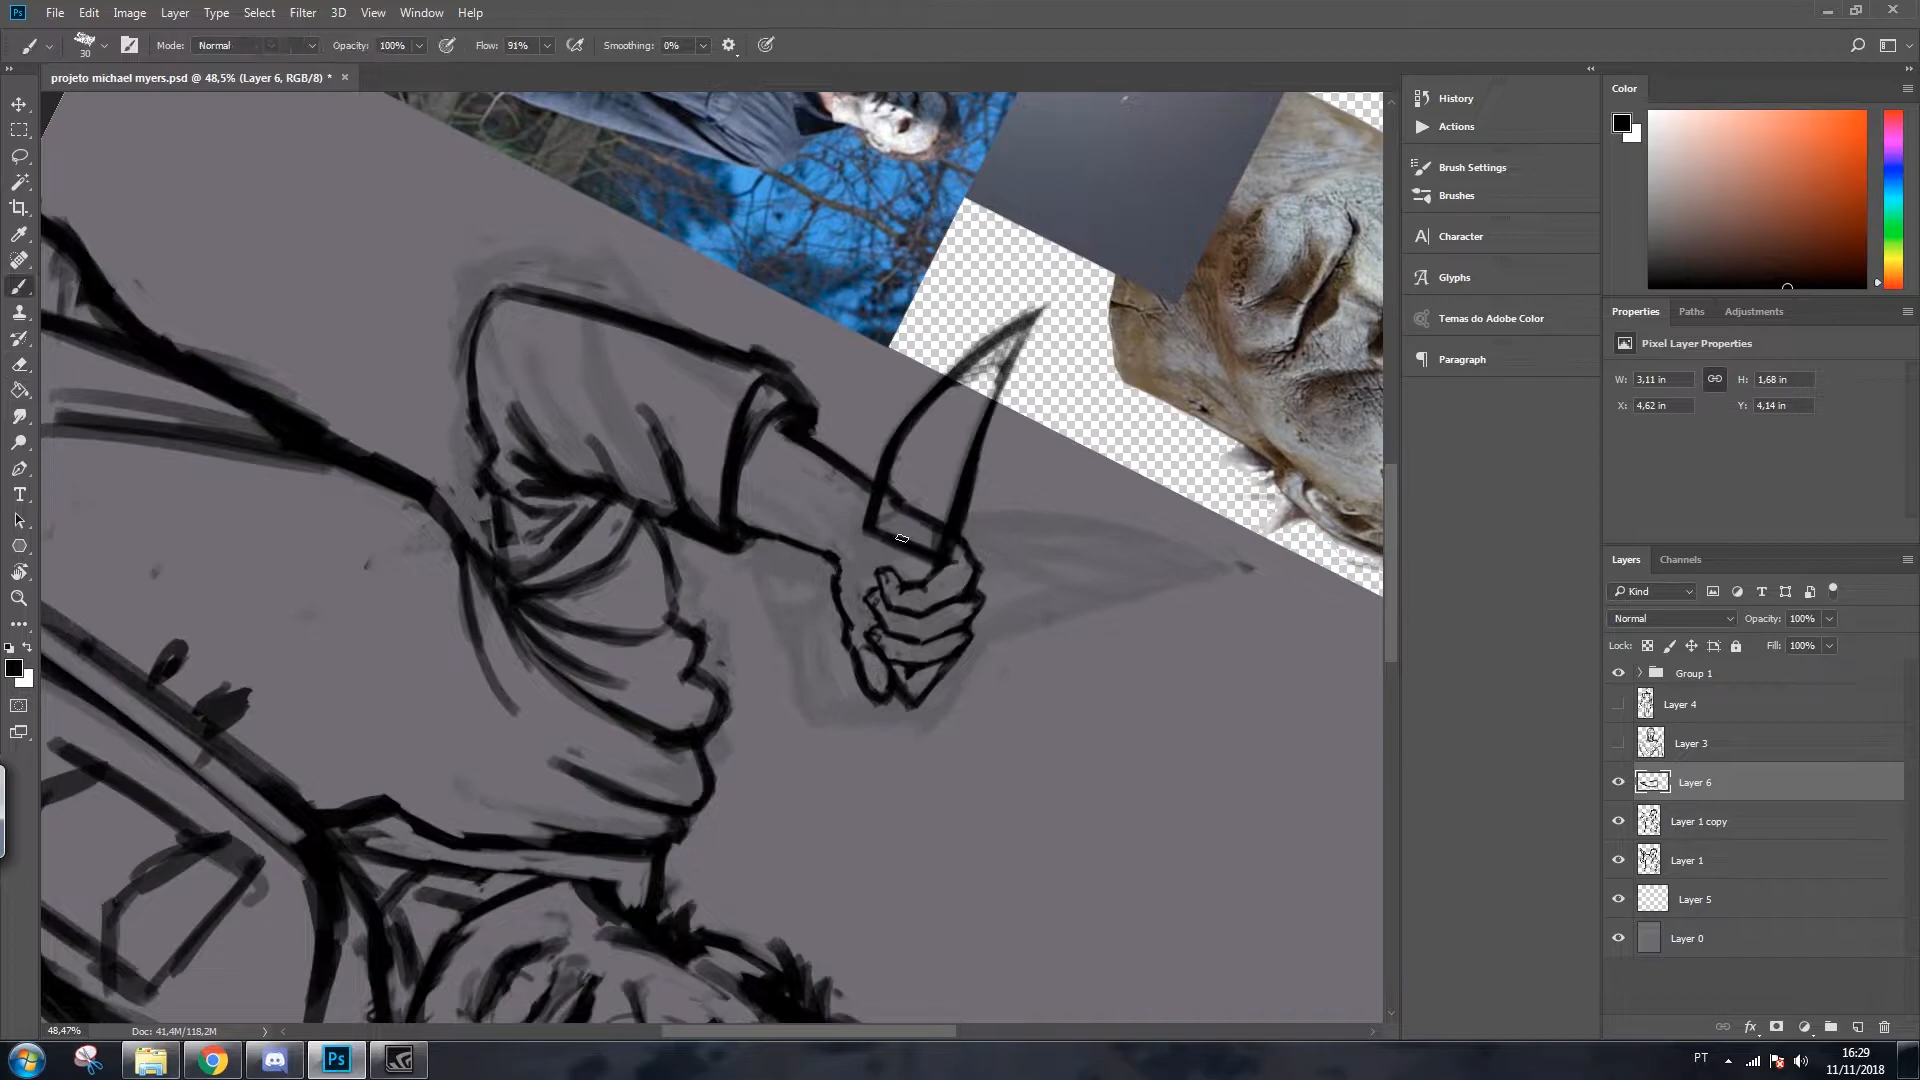 Ps File Edit Image Layer Type Select Filter 3D View Window Help
30 Mode: Normal Opacity: 100% Flow: 91% Smoothing: 0%
projeto michael myers.psd @ 48,5% (Layer 6, RGB/8) *
History
Actions
Brush Settings
Brushes
Character
Glyphs
Temas do Adobe Color
Paragraph
Color
Properties Paths Adjustments
Pixel Layer Properties
W: 3,11 in H: 1,68 in
X: 4,62 in Y: 4,14 in
Layers Channels
Kind
Normal Opacity: 100%
Lock: Fill: 100%
Group 1
Layer 4
Layer 3
Layer 6
Layer 1 copy
Layer 1
Layer 5
Layer 0
fx
48,47% Doc: 41,4M/118,2M
Ps
PT
16:29
11/11/2018